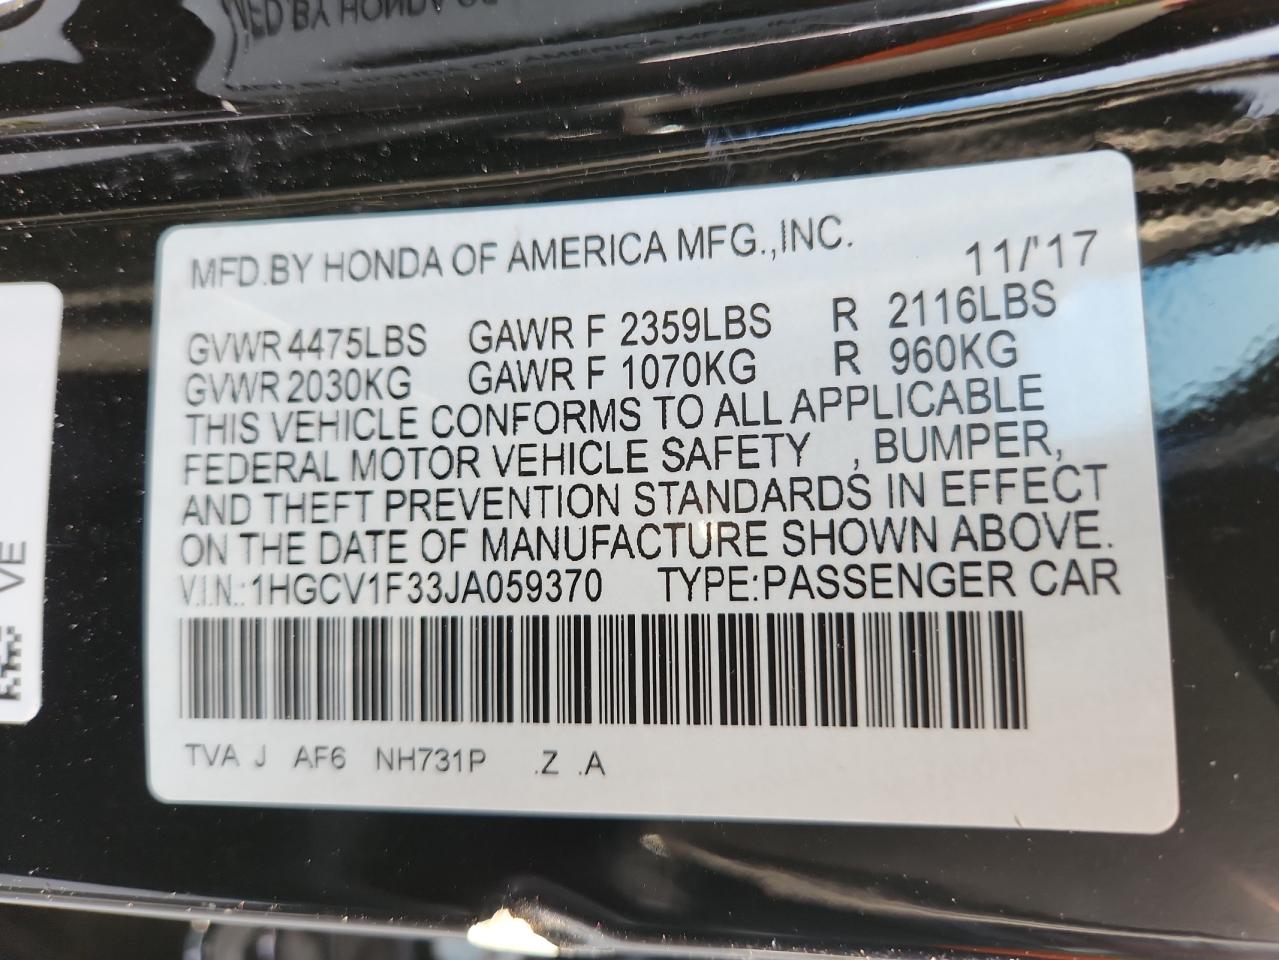 MFD.BY HONDA OF AMERICA MFG.,INC. 11/'17
GVWR 4475LBS GAWR F 2359LBS R 2116LBS
GVWR 2030KG GAWR F 1070KG R 960KG
THIS VEHICLE CONFORMS TO ALL APPLICABLE
FEDERAL MOTOR VEHICLE SAFETY , BUMPER,
AND THEFT PREVENTION STANDARDS IN EFFECT
ON THE DATE OF MANUFACTURE SHOWN ABOVE.
V.I.N.:1HGCV1F33JA059370 TYPE:PASSENGER CAR
TVA J AF6 NH731P .Z .A
VE